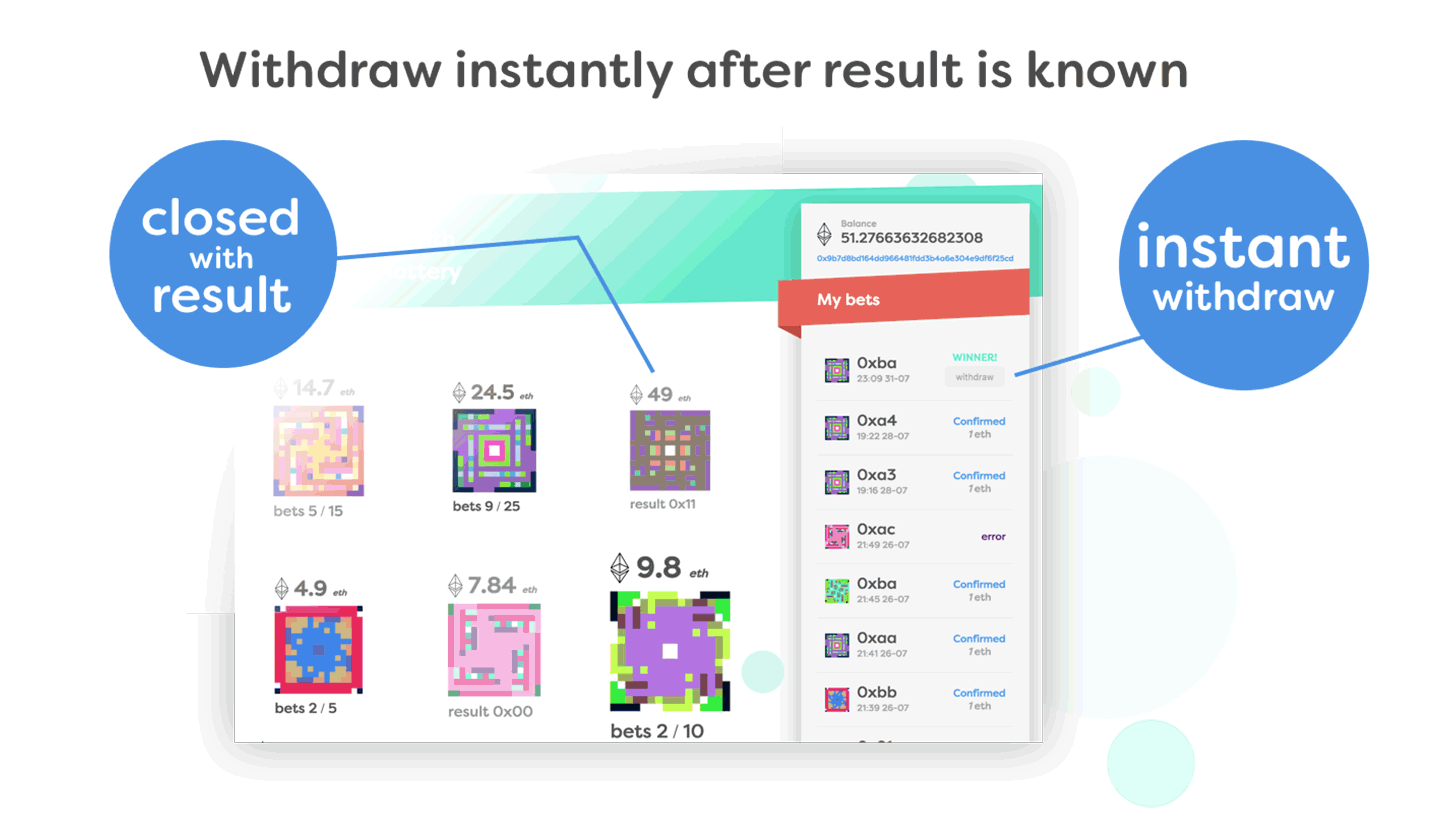 Withdraw instantly after result is known
closed
with
result
instant
withdraw
lottery
Balance
51.27663632682308
0x9b7d8bd164dd966481fdd3b4a6e304e9df6f25cd
My bets
14.7 eth
bets 5 / 15
24.5 eth
bets 9 / 25
49 eth
result 0x11
4.9 eth
bets 2 / 5
7.84 eth
result 0x00
9.8 eth
bets 2 / 10
0xba
23:09 31-07
WINNER!
withdraw
0xa4
19:22 28-07
Confirmed
1 eth
0xa3
19:16 28-07
Confirmed
1 eth
0xac
21:49 26-07
error
0xba
21:45 26-07
Confirmed
1 eth
0xaa
21:41 26-07
Confirmed
1 eth
0xbb
21:39 26-07
Confirmed
1 eth